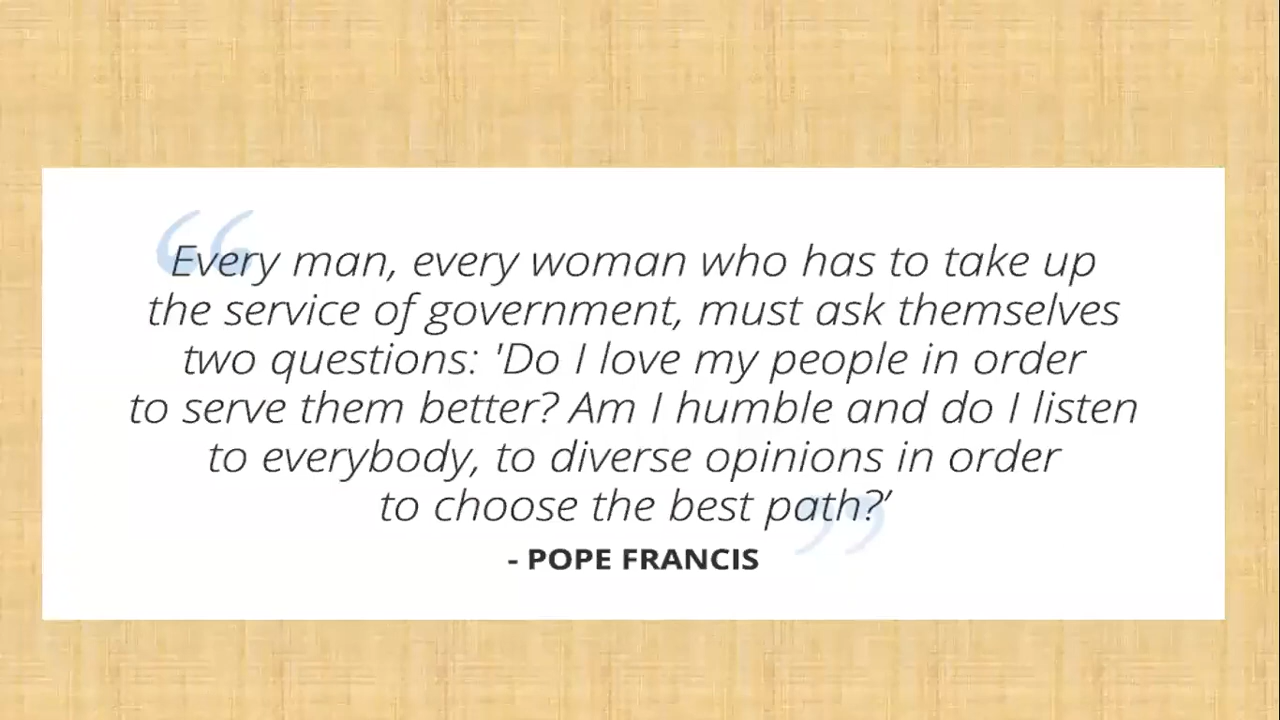 “Every man, every woman who has to take up
the service of government, must ask themselves
two questions: 'Do I love my people in order
to serve them better? Am I humble and do I listen
to everybody, to diverse opinions in order
to choose the best path?’”
- POPE FRANCIS